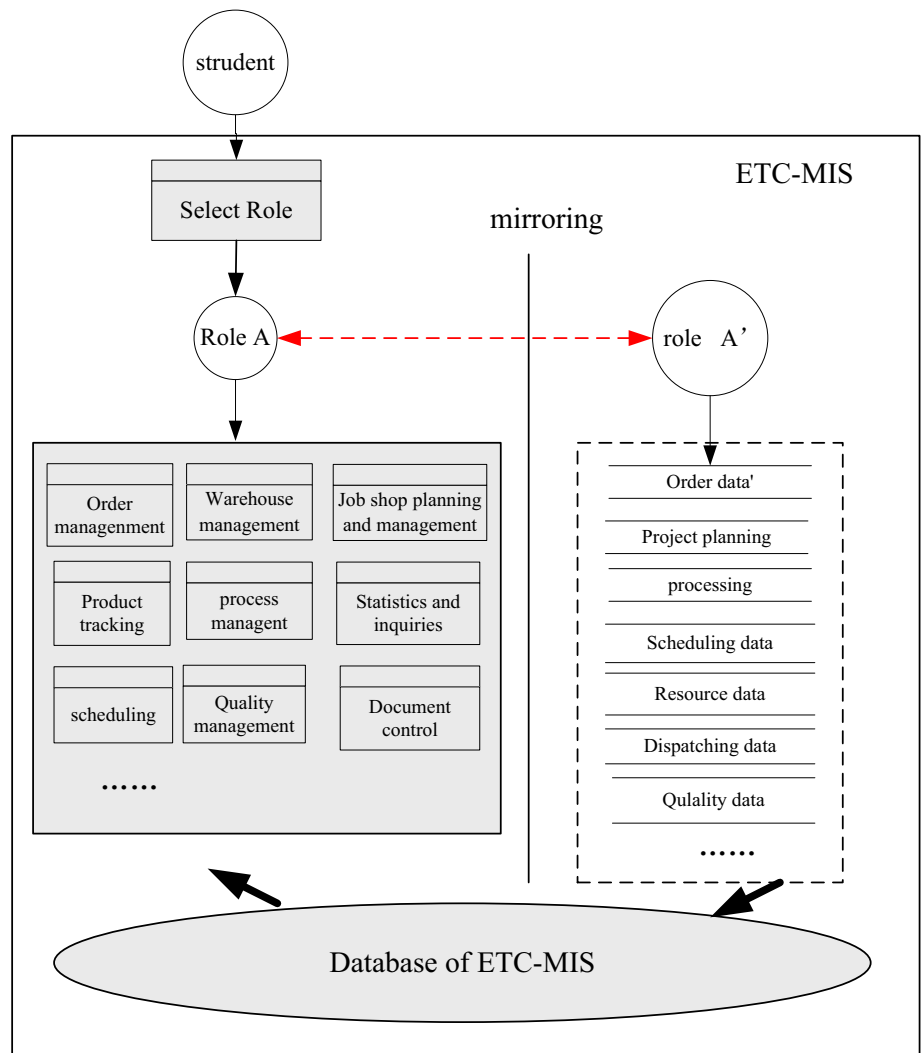 strudent
ETC-MIS
Select Role
mirroring
Role A
role A’
Order
managenment
Warehouse
management
Job shop planning
and management
Product
tracking
process
managent
Statistics and
inquiries
scheduling
Quality
management
Document
control
……
Order data'
Project planning
processing
Scheduling data
Resource data
Dispatching data
Qulality data
……
Database of ETC-MIS